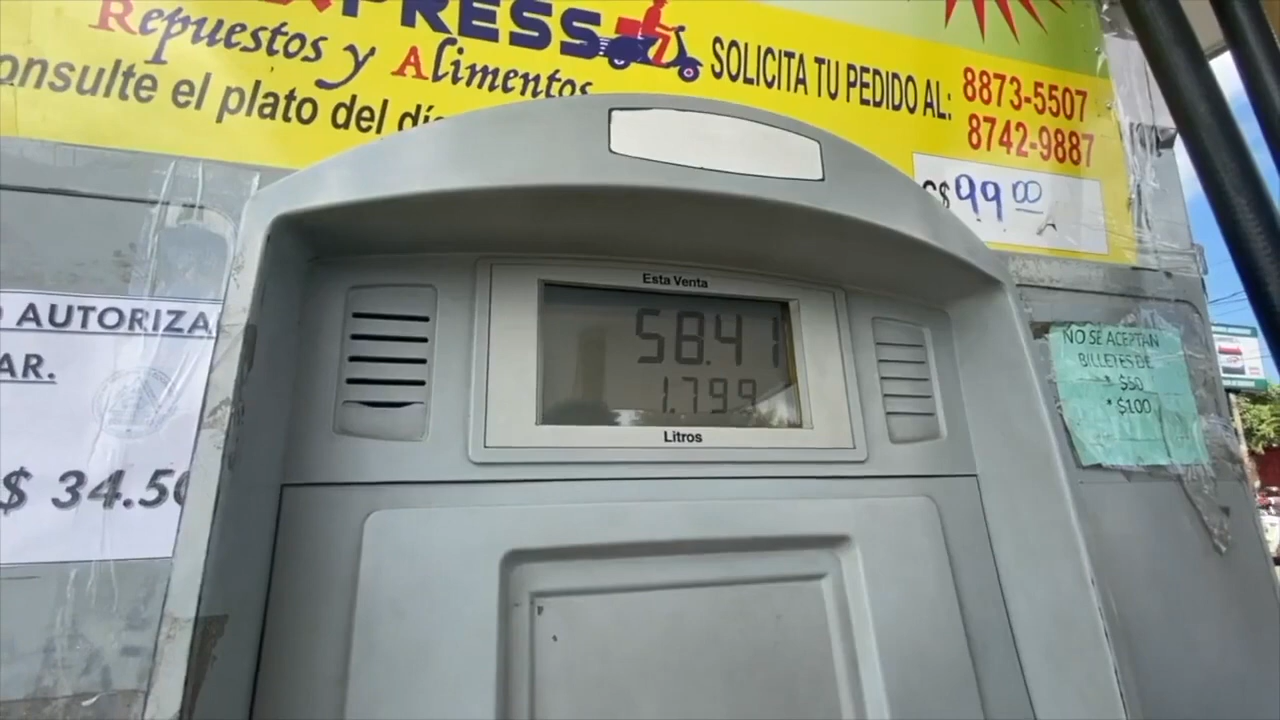 PRESS
Repuestos y Alimentos
onsulte el plato del dí
SOLICITA TU PEDIDO AL:
8873-5507
8742-9887
$99.00
AUTORIZA
AR.
$ 34.50
Esta Venta
58.41
1.799
Litros
NO SE ACEPTAN
BILLETES DE
* $50
* $100